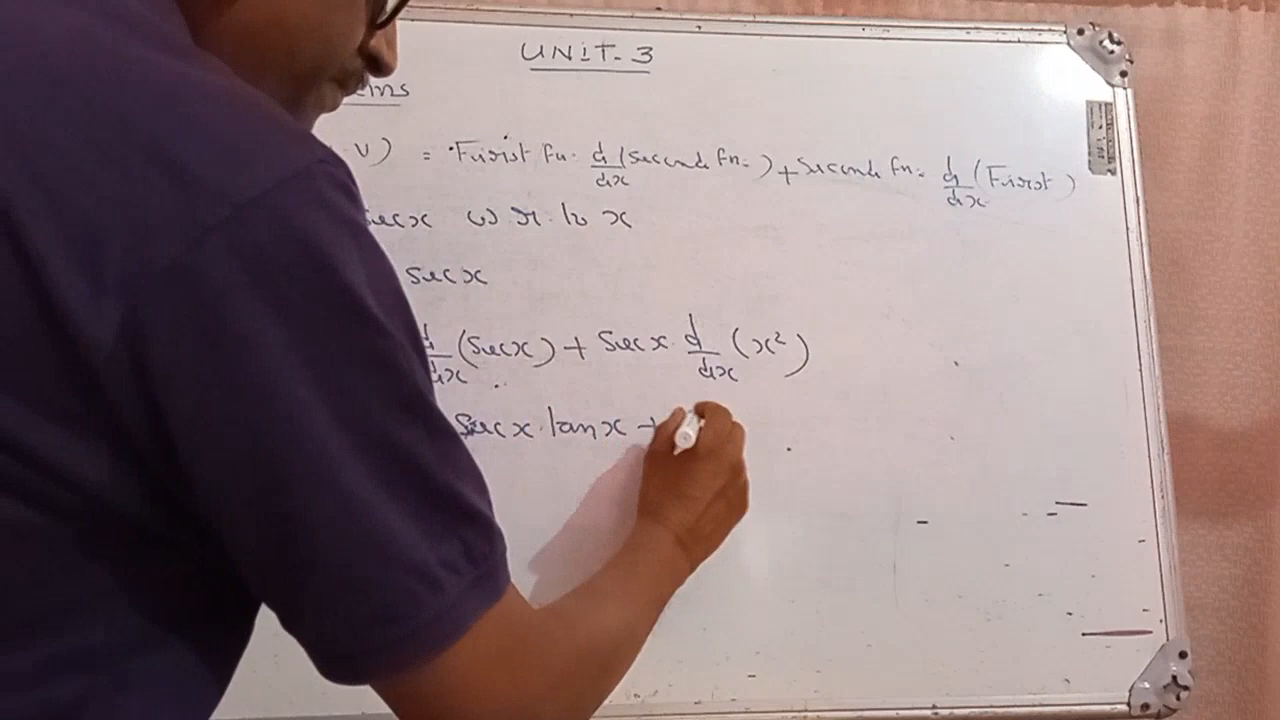 UNIT-3
ems
v) = First fn. d/dx (Second fn.) + Second fn. d/dx (First)
secx w.r.to x
secx
d/dx (secx) + secx. d/dx (x²)
secx.tanx +